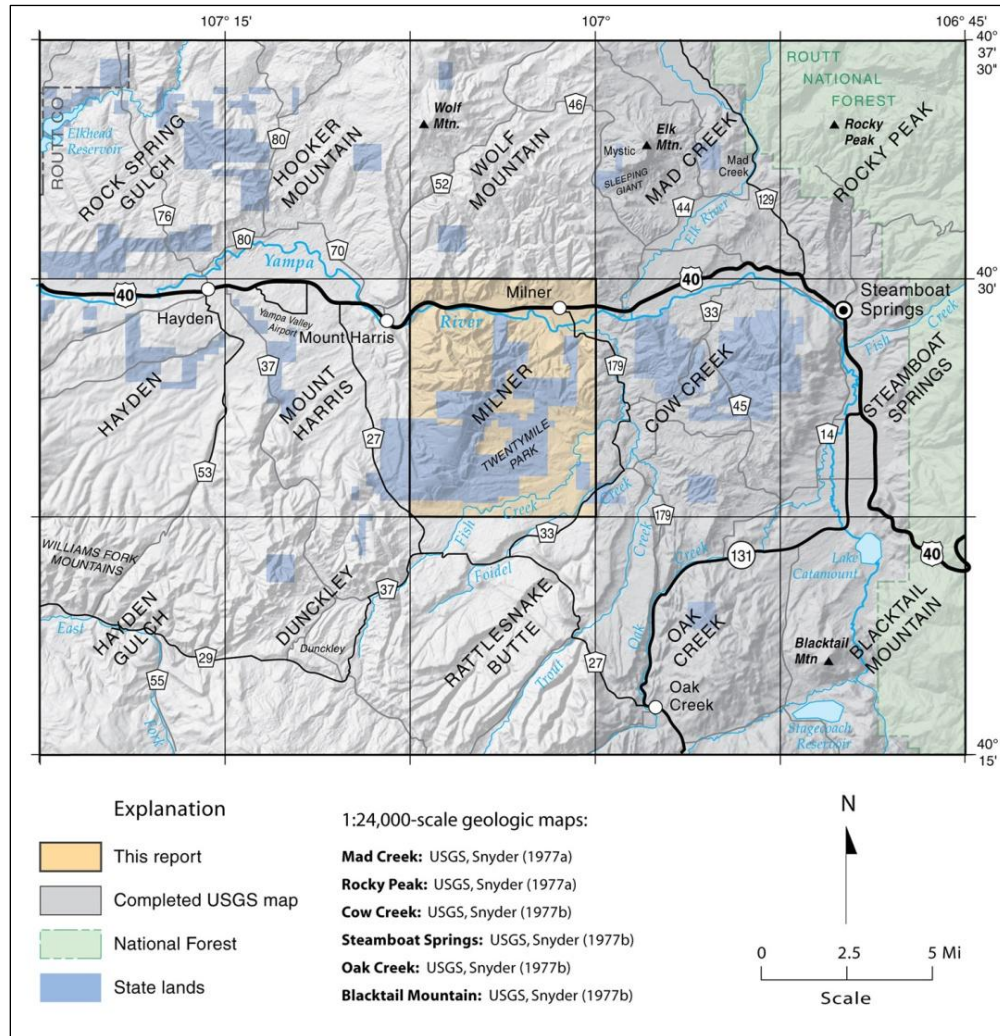 107° 15'
107°
106° 45'
40°
37'
30"
ROUTT CO
Elkhead
Reservoir
ROCK SPRING
GULCH
80
HOOKER
MOUNTAIN
Wolf
Mtn.
46
WOLF
MOUNTAIN
52
Elk
Mtn.
Mystic
SLEEPING
GIANT
MAD CREEK
Mad
Creek
ROUTT
NATIONAL
FOREST
Rocky
Peak
ROCKY PEAK
76
80
70
44
Elk River
129
Yampa
40
Hayden
Yampa Valley
Airport
Mount Harris
River
Milner
40
40°
30'
Steamboat
Springs
33
Fish
Creek
HAYDEN
37
MOUNT
HARRIS
27
MILNER
TWENTYMILE
PARK
179
COW CREEK
45
STEAMBOAT
SPRINGS
14
53
Fish
Creek
33
Creek
Creek
179
WILLIAMS FORK
MOUNTAINS
DUNCKLEY
37
Foidel
Creek
131
Lake
Catamount
40
East
HAYDEN
GULCH
29
55
Fork
Dunckley
RATTLESNAKE
BUTTE
Trout
27
Oak
OAK
CREEK
Oak
Creek
Blacktail
Mtn
BLACKTAIL
MOUNTAIN
Stagecoach
Reservoir
40°
15'
Explanation
This report
Completed USGS map
National Forest
State lands
1:24,000-scale geologic maps:
Mad Creek: USGS, Snyder (1977a)
Rocky Peak: USGS, Snyder (1977a)
Cow Creek: USGS, Snyder (1977b)
Steamboat Springs: USGS, Snyder (1977b)
Oak Creek: USGS, Snyder (1977b)
Blacktail Mountain: USGS, Snyder (1977b)
N
0 2.5 5 Mi
Scale